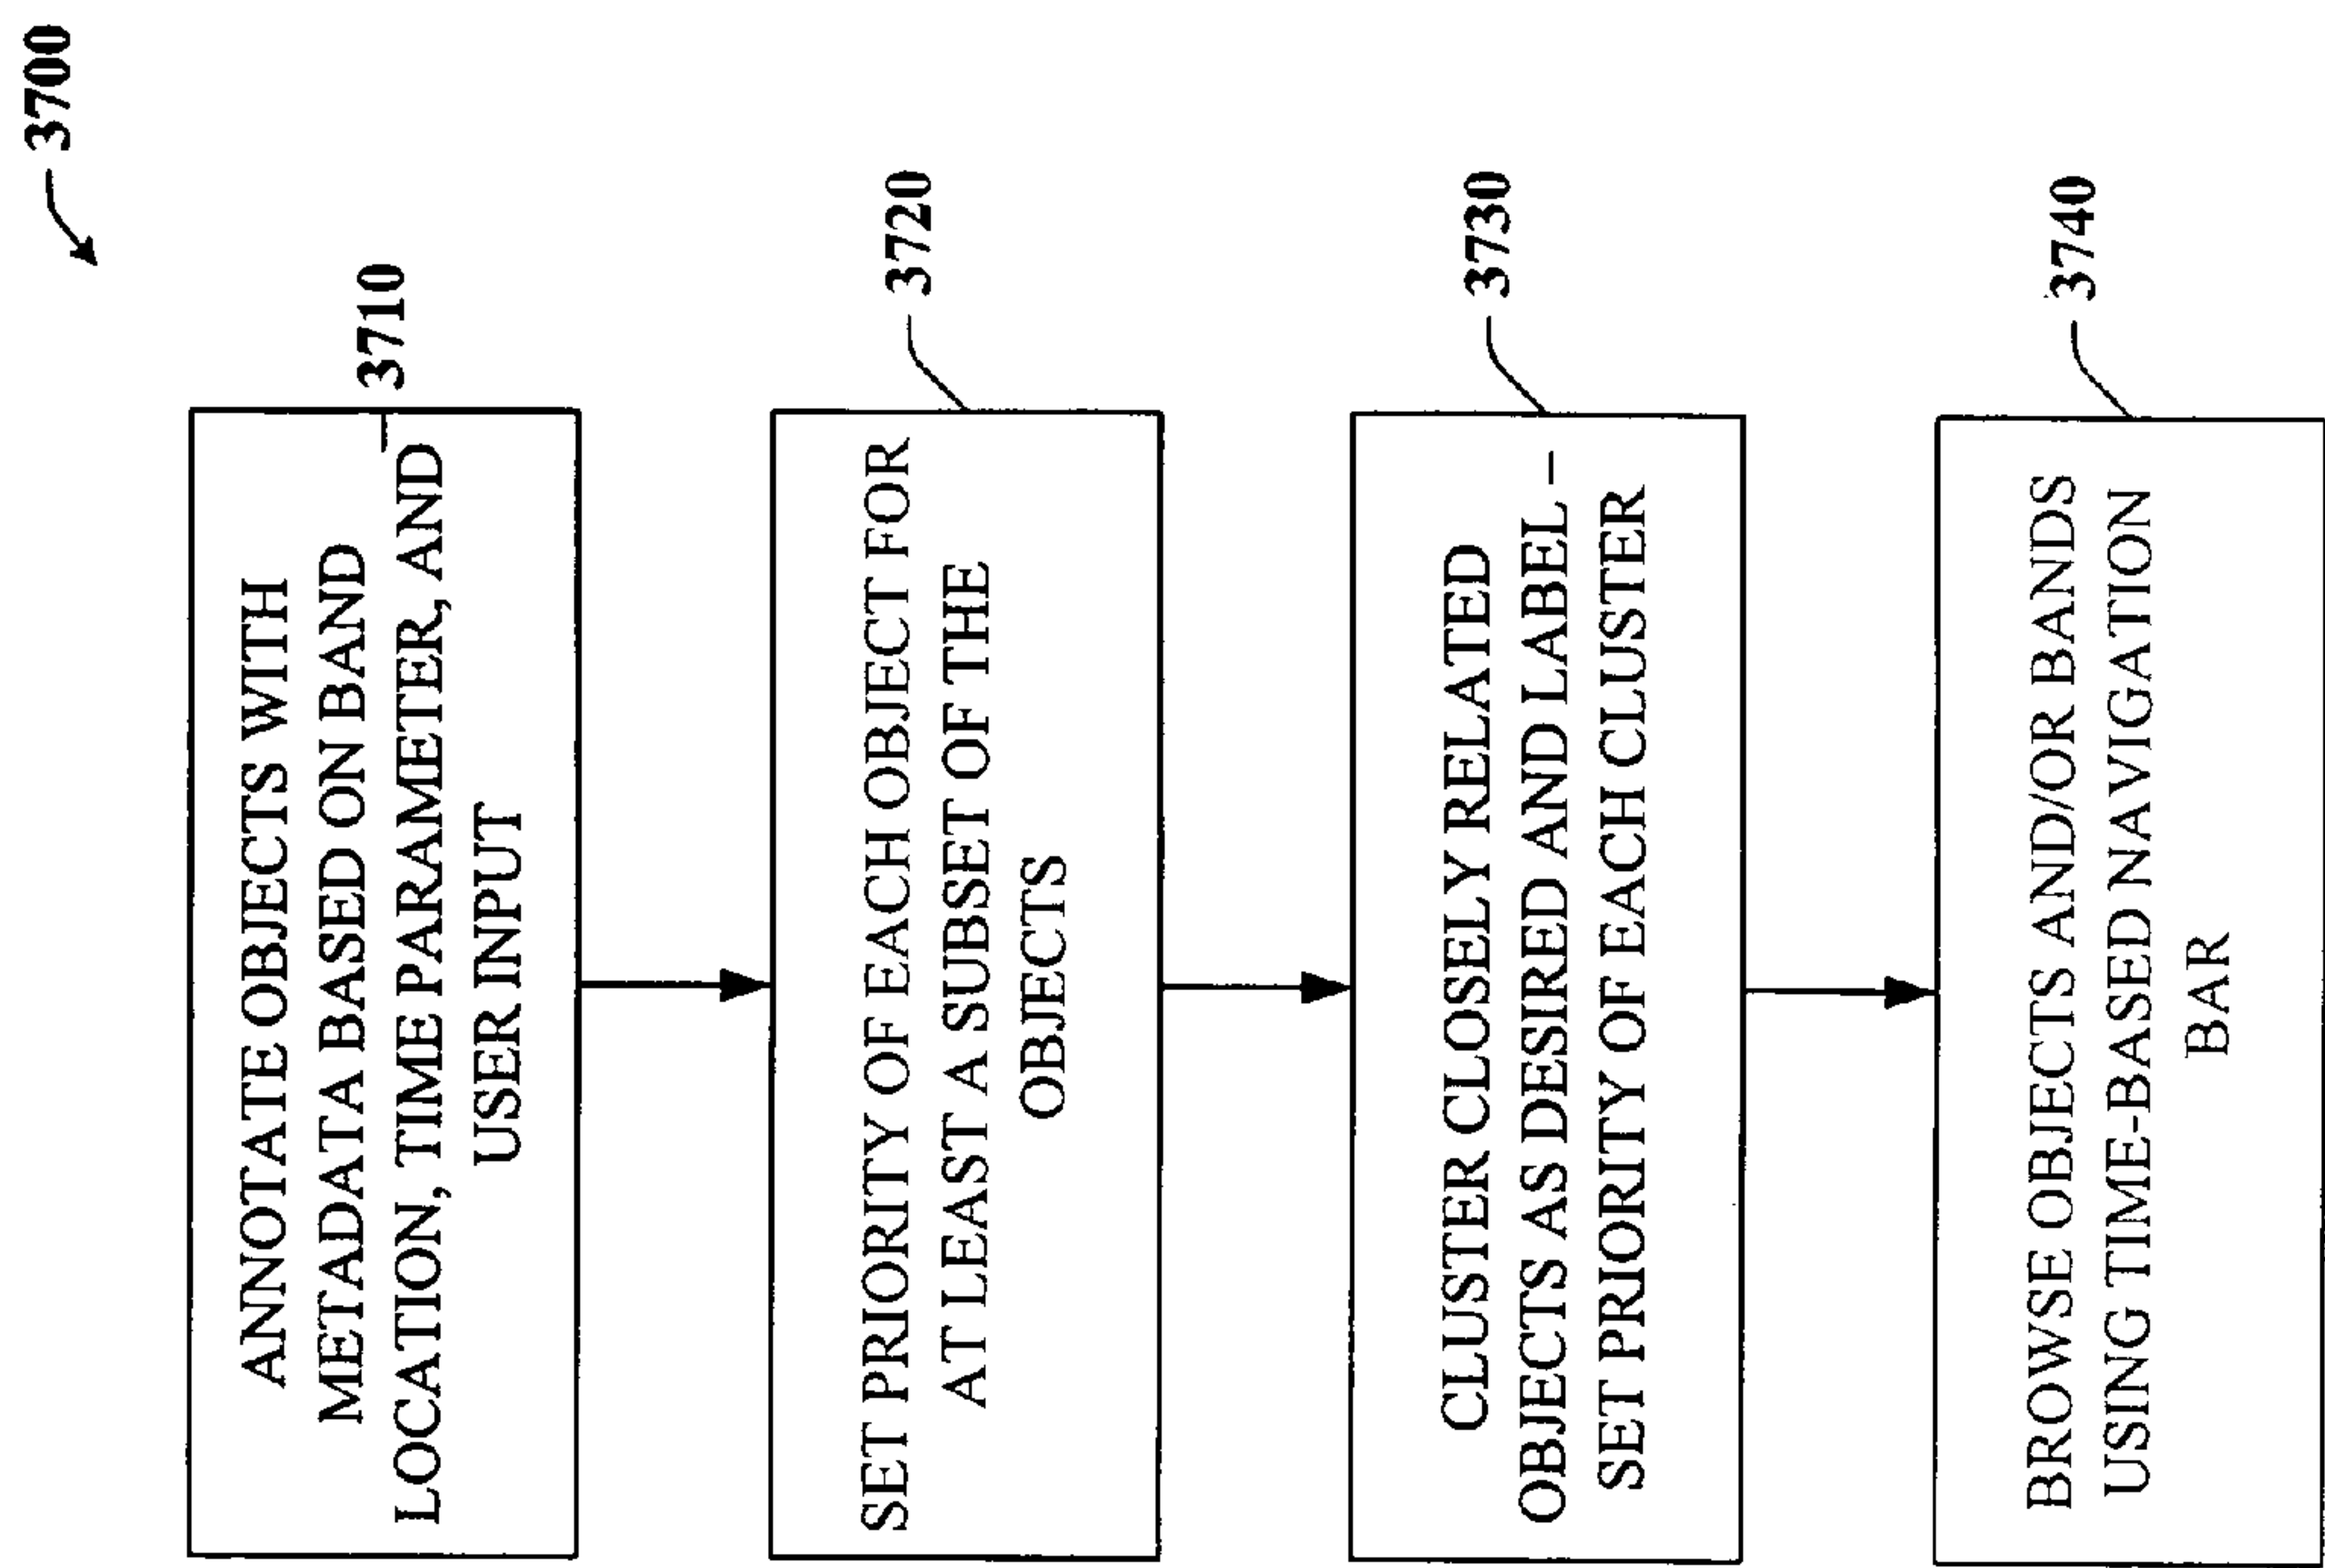 3700
ANNOTATE OBJECTS WITH
METADATA BASED ON BAND
LOCATION, TIME PARAMETER, AND
USER INPUT
3710
SET PRIORITY OF EACH OBJECT FOR
AT LEAST A SUBSET OF THE
OBJECTS
3720
CLUSTER CLOSELY RELATED
OBJECTS AS DESIRED AND LABEL –
SET PRIORITY OF EACH CLUSTER
3730
BROWSE OBJECTS AND/OR BANDS
USING TIME-BASED NAVIGATION
BAR
3740